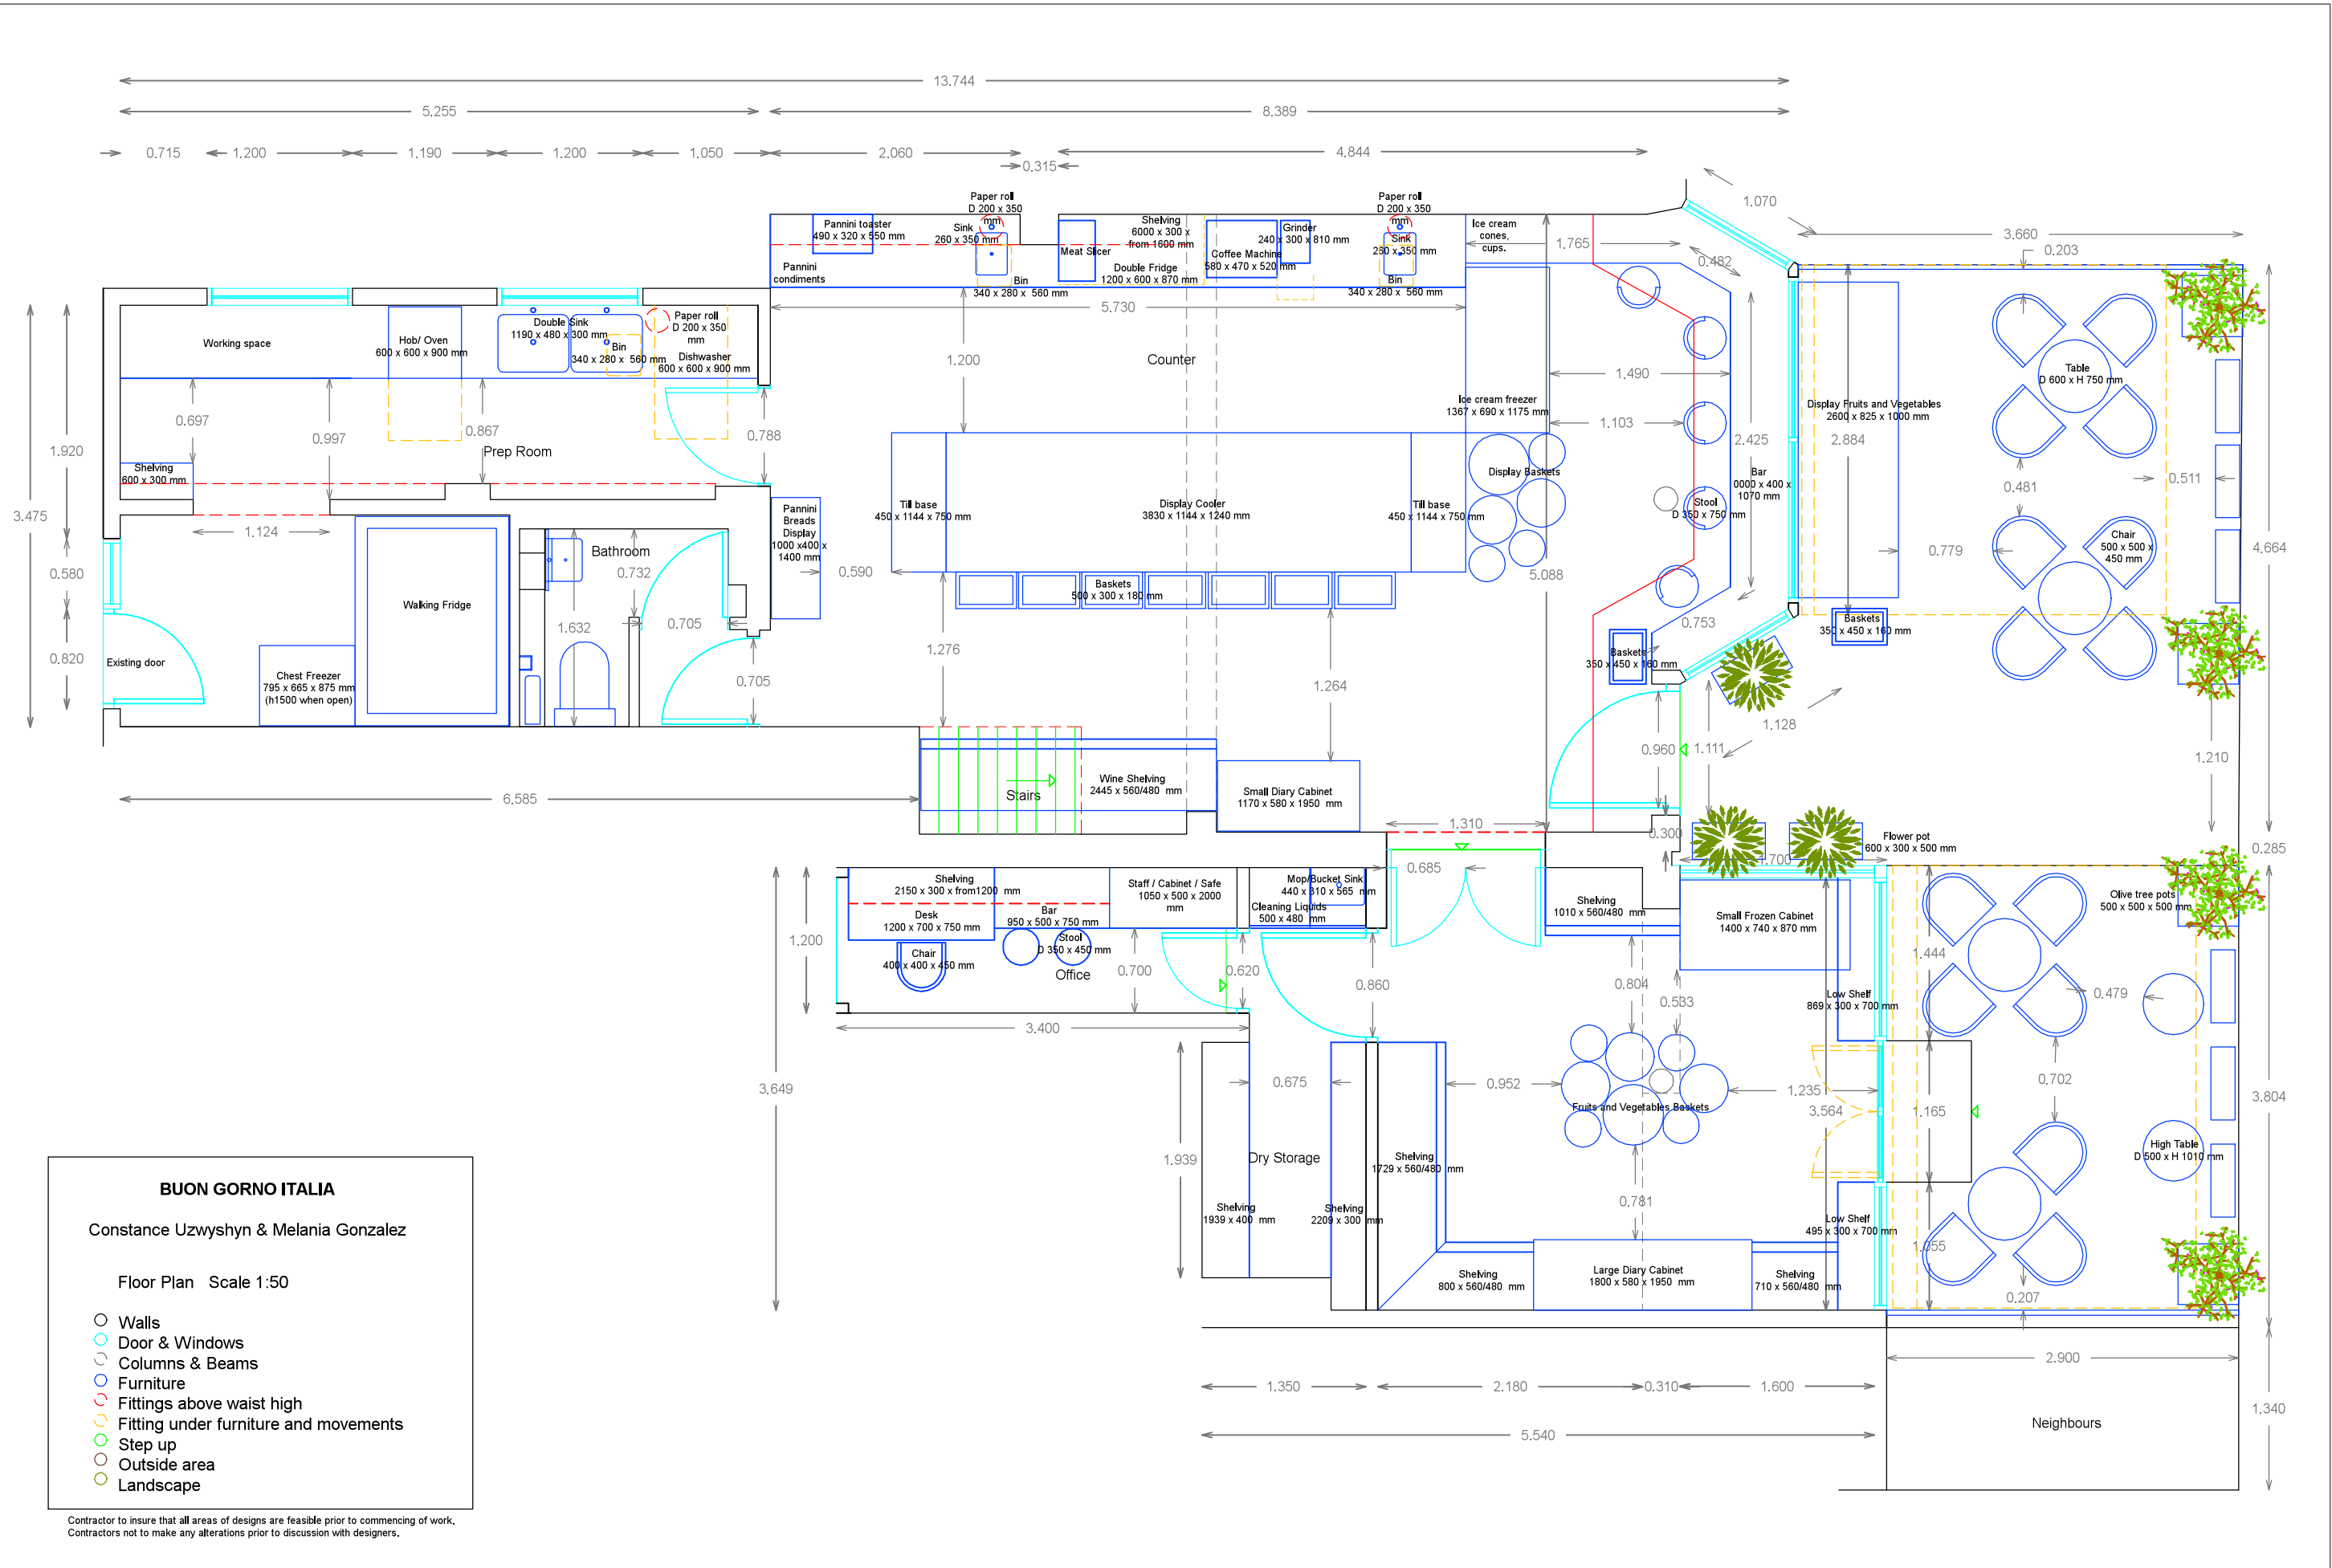 13.744
5.255
8.389
0.715
1.200
1.190
1.200
1.050
2.060
0.315
4.844
1.070
3.660
0.203
Paper roll
D 200 x 350
mm
Paper roll
D 200 x 350
mm
Pannini toaster
490 x 320 x 550 mm
Sink
260 x 350 mm
Shelving
6000 x 300 x
from 1600 mm
Meat Slicer
Coffee Machine
580 x 470 x 520 mm
Grinder
240 x 300 x 810 mm
Sink
260 x 350 mm
Ice cream
cones,
cups.
1.765
0.482
Pannini
condiments
Bin
340 x 280 x 560 mm
Double Fridge
1200 x 600 x 870 mm
Bin
340 x 280 x 560 mm
5.730
Working space
Hob/ Oven
600 x 600 x 900 mm
Double Sink
1190 x 480 x 300 mm
Bin
340 x 280 x 560 mm
Paper roll
D 200 x 350
mm
Dishwasher
600 x 600 x 900 mm
1.200
Counter
1.490
Ice cream freezer
1367 x 690 x 1175 mm
1.103
2.425
Display Fruits and Vegetables
2600 x 825 x 1000 mm
2.884
Table
D 600 x H 750 mm
0.697
0.997
0.867
0.788
1.920
3.475
Prep Room
Shelving
600 x 300 mm
Display Baskets
Bar
0000 x 400 x
1070 mm
0.481
0.511
Pannini
Breads
Display
1000 x400 x
1400 mm
Till base
450 x 1144 x 750 mm
Display Cooler
3830 x 1144 x 1240 mm
Till base
450 x 1144 x 750 mm
Stool
D 350 x 750 mm
1.124
Bathroom
0.732
0.580
0.590
5.088
0.779
Chair
500 x 500 x
450 mm
4.664
Baskets
500 x 300 x 180 mm
Walking Fridge
1.632
0.705
0.753
Baskets
350 x 450 x 160 mm
0.820
Existing door
1.276
Baskets
350 x 450 x 160 mm
Chest Freezer
795 x 665 x 875 mm
(h1500 when open)
0.705
1.264
1.128
0.960
1.111
1.210
6.585
Stairs
Wine Shelving
2445 x 560/480 mm
Small Diary Cabinet
1170 x 580 x 1950 mm
1.310
0.300
Flower pot
600 x 300 x 500 mm
1.700
0.285
Shelving
2150 x 300 x from1200 mm
Staff / Cabinet / Safe
1050 x 500 x 2000
mm
Mop/Bucket Sink
440 x 310 x 565 mm
0.685
Desk
1200 x 700 x 750 mm
Bar
950 x 500 x 750 mm
Cleaning Liquids
500 x 480 mm
Shelving
1010 x 560/480 mm
Small Frozen Cabinet
1400 x 740 x 870 mm
Olive tree pots
500 x 500 x 500 mm
1.200
Chair
400 x 400 x 450 mm
Stool
D 350 x 450 mm
Office
0.700
0.620
0.860
0.804
0.533
1.444
Low Shelf
869 x 300 x 700 mm
0.479
3.400
3.649
0.675
0.952
Fruits and Vegetables Baskets
1.235
3.564
1.165
0.702
3.804
1.939
Dry Storage
Shelving
1729 x 560/480 mm
High Table
D 500 x H 1010 mm
0.781
Shelving
1939 x 400 mm
Shelving
2209 x 300 mm
Low Shelf
495 x 300 x 700 mm
1.055
Shelving
800 x 560/480 mm
Large Diary Cabinet
1800 x 580 x 1950 mm
Shelving
710 x 560/480 mm
0.207
1.350
2.180
0.310
1.600
2.900
5.540
1.340
Neighbours
BUON GORNO ITALIA
Constance Uzwyshyn & Melania Gonzalez
Floor Plan Scale 1:50
Walls
Door & Windows
Columns & Beams
Furniture
Fittings above waist high
Fitting under furniture and movements
Step up
Outside area
Landscape
Contractor to insure that all areas of designs are feasible prior to commencing of work.
Contractors not to make any alterations prior to discussion with designers.